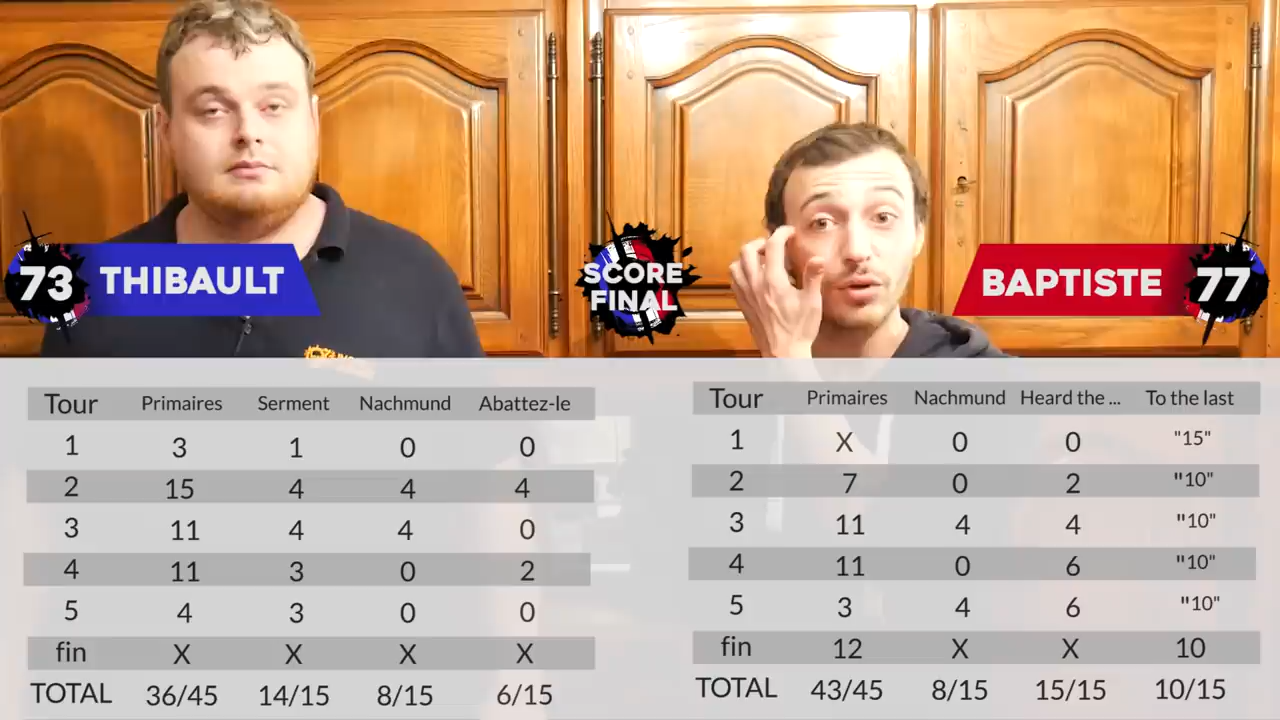 73 THIBAULT
SCORE
FINAL
BAPTISTE 77
Tour Primaires Serment Nachmund Abattez-le
1 3 1 0 0
2 15 4 4 4
3 11 4 4 0
4 11 3 0 2
5 4 3 0 0
fin X X X X
TOTAL 36/45 14/15 8/15 6/15
Tour Primaires Nachmund Heard the ... To the last
1 X 0 0 "15"
2 7 0 2 "10"
3 11 4 4 "10"
4 11 0 6 "10"
5 3 4 6 "10"
fin 12 X X 10
TOTAL 43/45 8/15 15/15 10/15